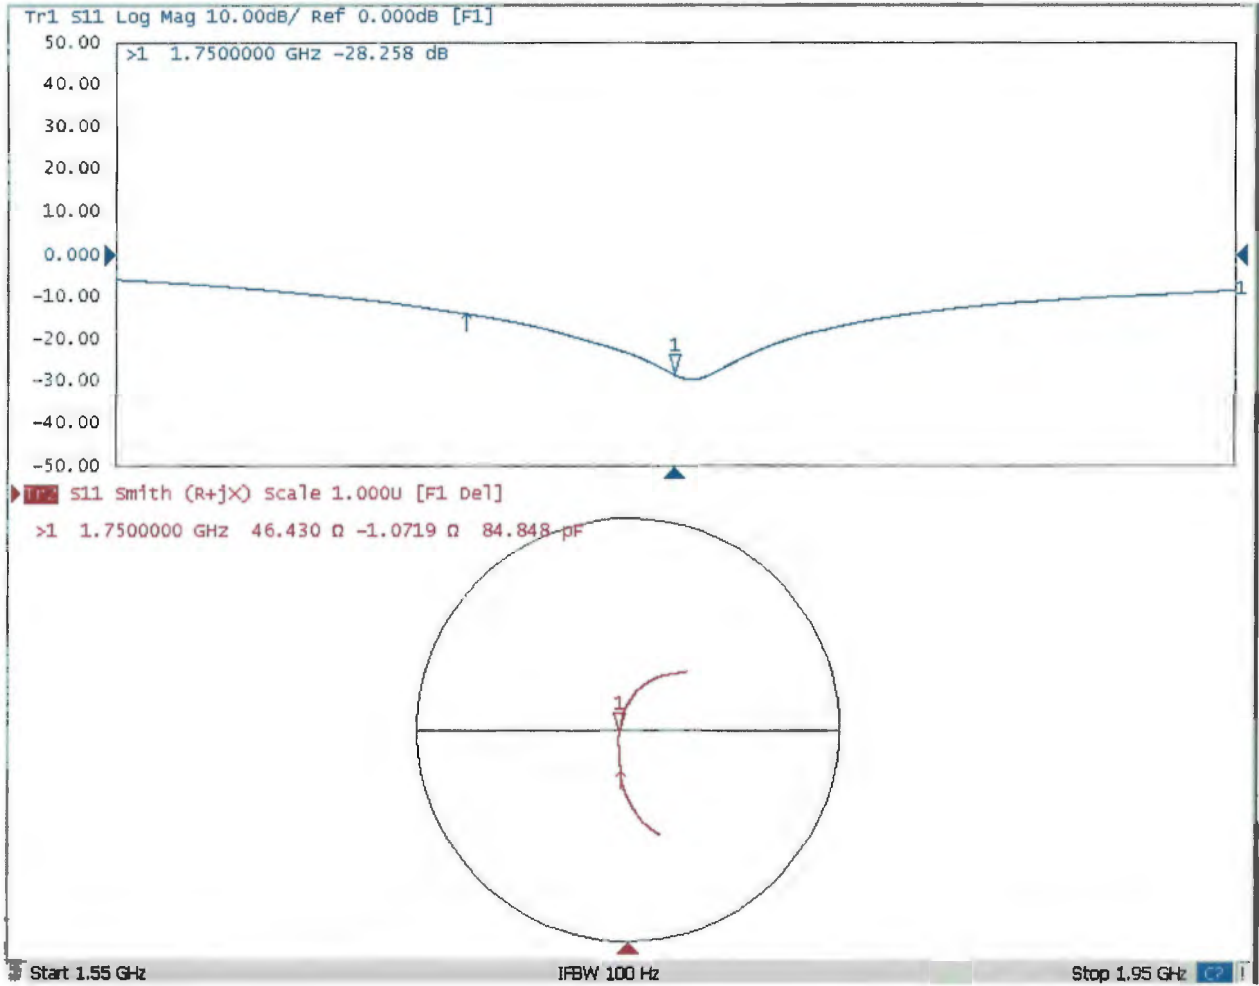 Tr1 S11 Log Mag 10.00dB/ Ref 0.000dB [F1]
50.00
>1 1.7500000 GHz -28.258 dB
40.00
30.00
20.00
10.00
0.000
-10.00
1
-20.00
1
-30.00
-40.00
-50.00
Tr2 S11 Smith (R+jX) Scale 1.000U [F1 Del]
>1 1.7500000 GHz 46.430 Ω -1.0719 Ω 84.848 pF
1
Start 1.55 GHz IFBW 100 Hz Stop 1.95 GHz C? !